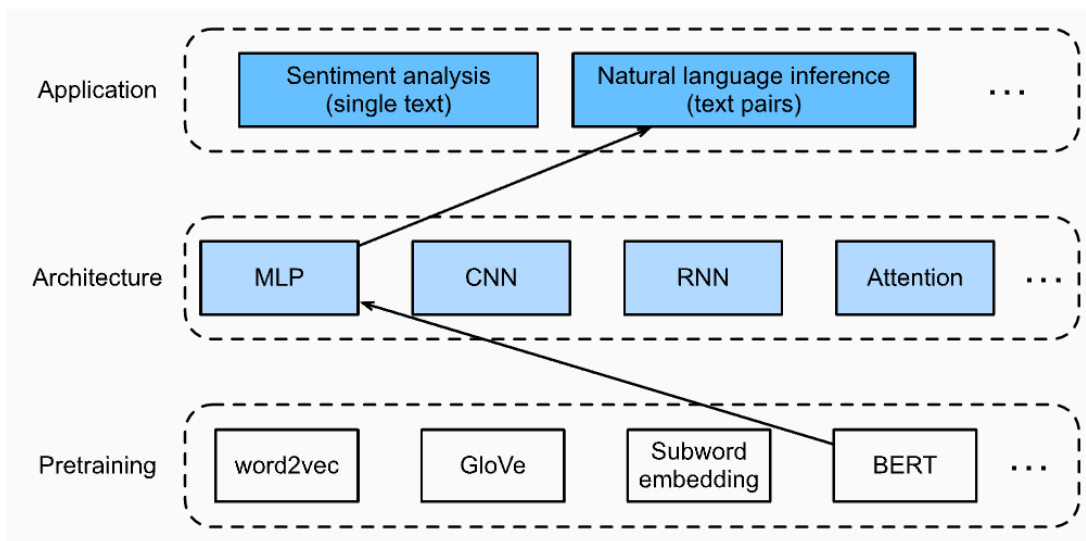 Application
Sentiment analysis
(single text)
Natural language inference
(text pairs)
...
Architecture
MLP
CNN
RNN
Attention
...
Pretraining
word2vec
GloVe
Subword
embedding
BERT
...